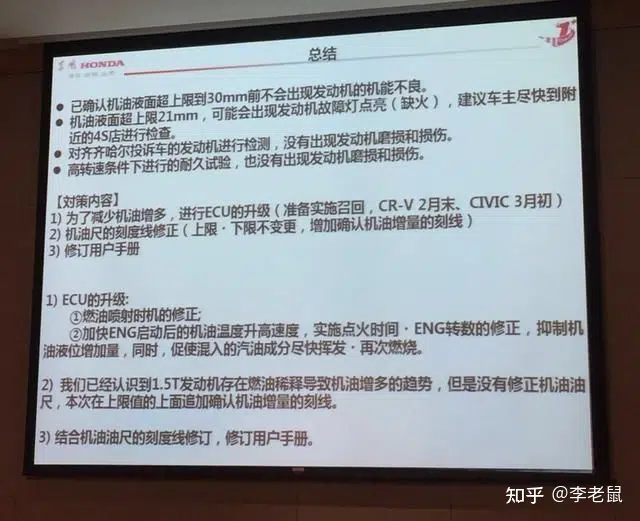 东风 HONDA
总结
● 已确认机油液面超上限到30mm前不会出现发动机的机能不良。
● 机油液面超上限21mm，可能会出现发动机故障灯点亮（缺火），建议车主尽快到附
近的4S店进行检查。
● 对齐齐哈尔投诉车的发动机进行检测，没有出现发动机磨损和损伤。
● 高转速条件下进行的耐久试验，也没有出现发动机磨损和损伤。
【対策内容】
1) 为了减少机油增多，进行ECU的升级（准备实施召回，CR-V 2月末、CIVIC 3月初）
2) 机油尺的刻度线修正（上限・下限不变更，增加确认机油增量的刻线）
3) 修订用户手册
1) ECU的升级:
①燃油喷射时机的修正;
②加快ENG启动后的机油温度升高速度，实施点火时间・ENG转数的修正，抑制机
油液位增加量，同时，促使混入的汽油成分尽快挥发・再次燃烧。
2) 我们已经认识到1.5T发动机存在燃油稀释导致机油增多的趋势，但是没有修正机油油
尺，本次在上限值的上面追加确认机油增量的刻线。
3) 结合机油油尺的刻度线修订，修订用户手册。
知乎 @李老鼠